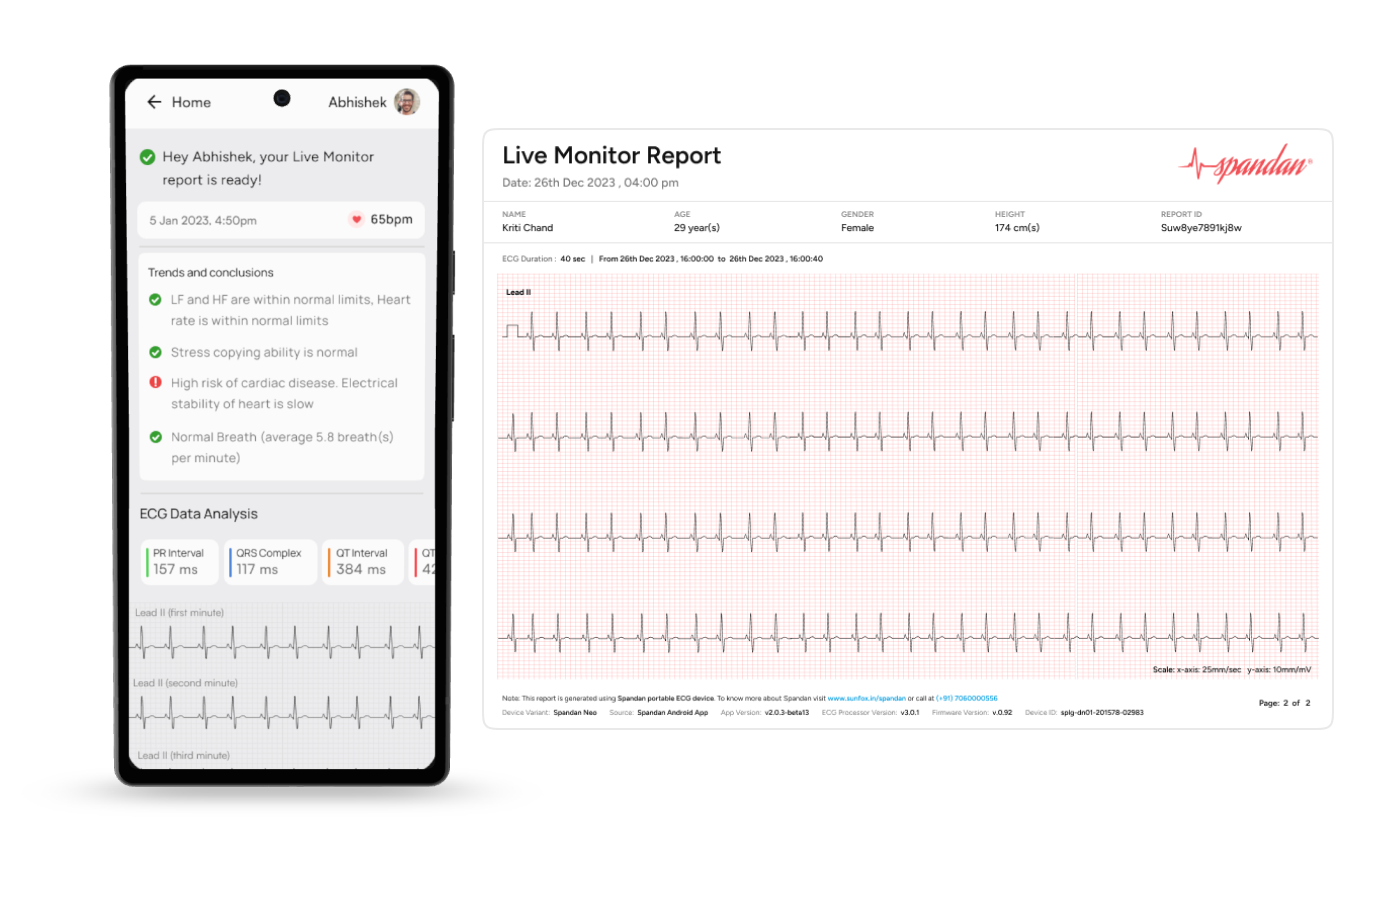 Home
Abhishek
Hey Abhishek, your Live Monitor
report is ready!
5 Jan 2023, 4:50pm
65bpm
Trends and conclusions
LF and HF are within normal limits, Heart
rate is within normal limits
Stress copying ability is normal
High risk of cardiac disease. Electrical
stability of heart is slow
Normal Breath (average 5.8 breath(s)
per minute)
ECG Data Analysis
PR Interval QRS Complex QT Interval QT
157 ms 117 ms 384 ms 42
Lead II (first minute)
Lead II (second minute)
Lead II (third minute)
Live Monitor Report
Date: 26th Dec 2023 , 04:00 pm
spandan®
NAME AGE GENDER HEIGHT REPORT ID
Kriti Chand 29 year(s) Female 174 cm(s) Suw8ye7891kj8w
ECG Duration : 40 sec | From 26th Dec 2023 , 16:00:00 to 26th Dec 2023 , 16:00:40
Lead II
Scale: x-axis: 25mm/sec y-axis: 10mm/mV
Note: This report is generated using Spandan portable ECG device. To know more about Spandan visit www.sunfox.in/spandan or call at (+91) 7060000556
Device Variant: Spandan Neo Source: Spandan Android App App Version: v2.0.3-beta13 ECG Processor Version: v3.0.1 Firmware Version: v.0.92 Device ID: splg-dn01-201578-02983
Page: 2 of 2